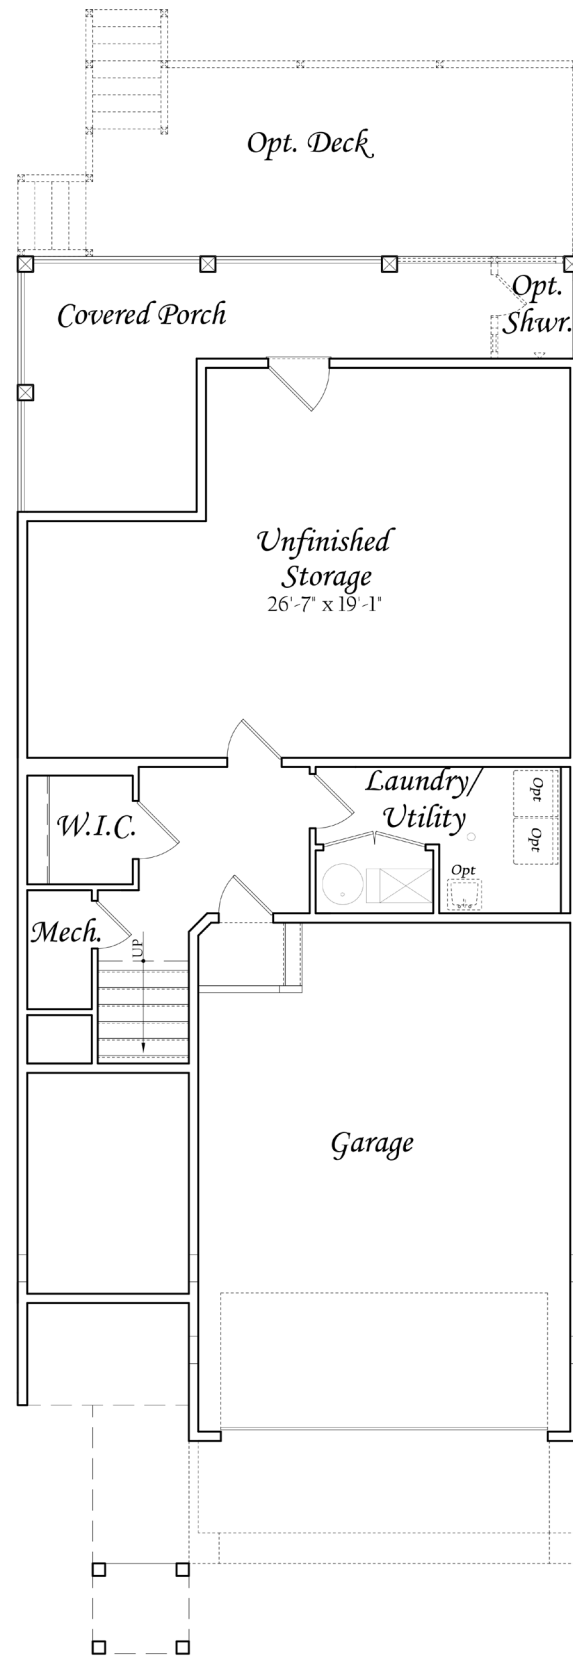 Opt. Deck
Opt.
Shwr.
Covered Porch
Unfinished
Storage
26'-7" x 19'-1"
Laundry/
Utility
Opt
Opt
W.I.C.
Opt
Mech.
UP
Garage